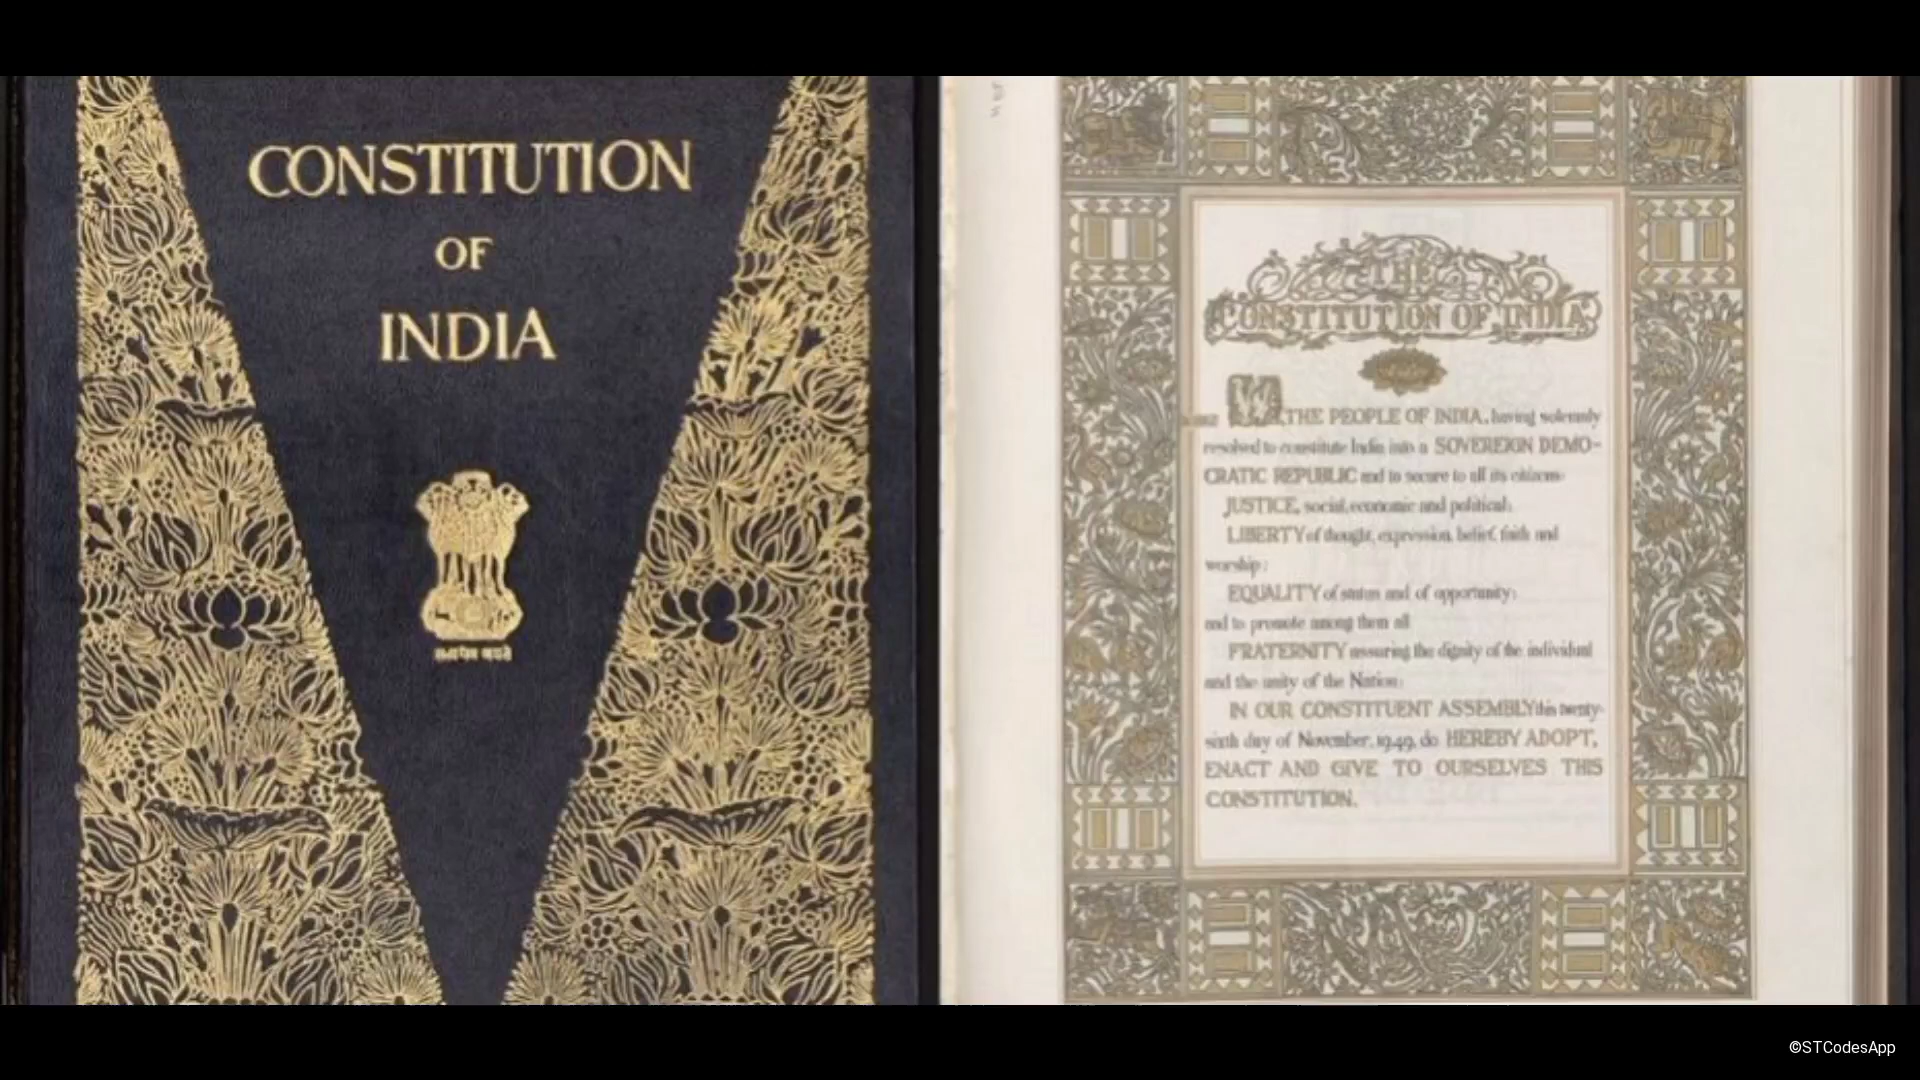 CONSTITUTION
OF
INDIA
सत्यमेव जयते
THE
CONSTITUTION OF INDIA
WE, THE PEOPLE OF INDIA, having solemnly
resolved to constitute India into a SOVEREIGN DEMO-
CRATIC REPUBLIC and to secure to all its citizens:
JUSTICE, social, economic and political;
LIBERTY of thought, expression, belief, faith and
worship;
EQUALITY of status and of opportunity;
and to promote among them all
FRATERNITY assuring the dignity of the individual
and the unity of the Nation;
IN OUR CONSTITUENT ASSEMBLY this twenty-
sixth day of November, 1949, do HEREBY ADOPT,
ENACT AND GIVE TO OURSELVES THIS
CONSTITUTION.
©STCodesApp